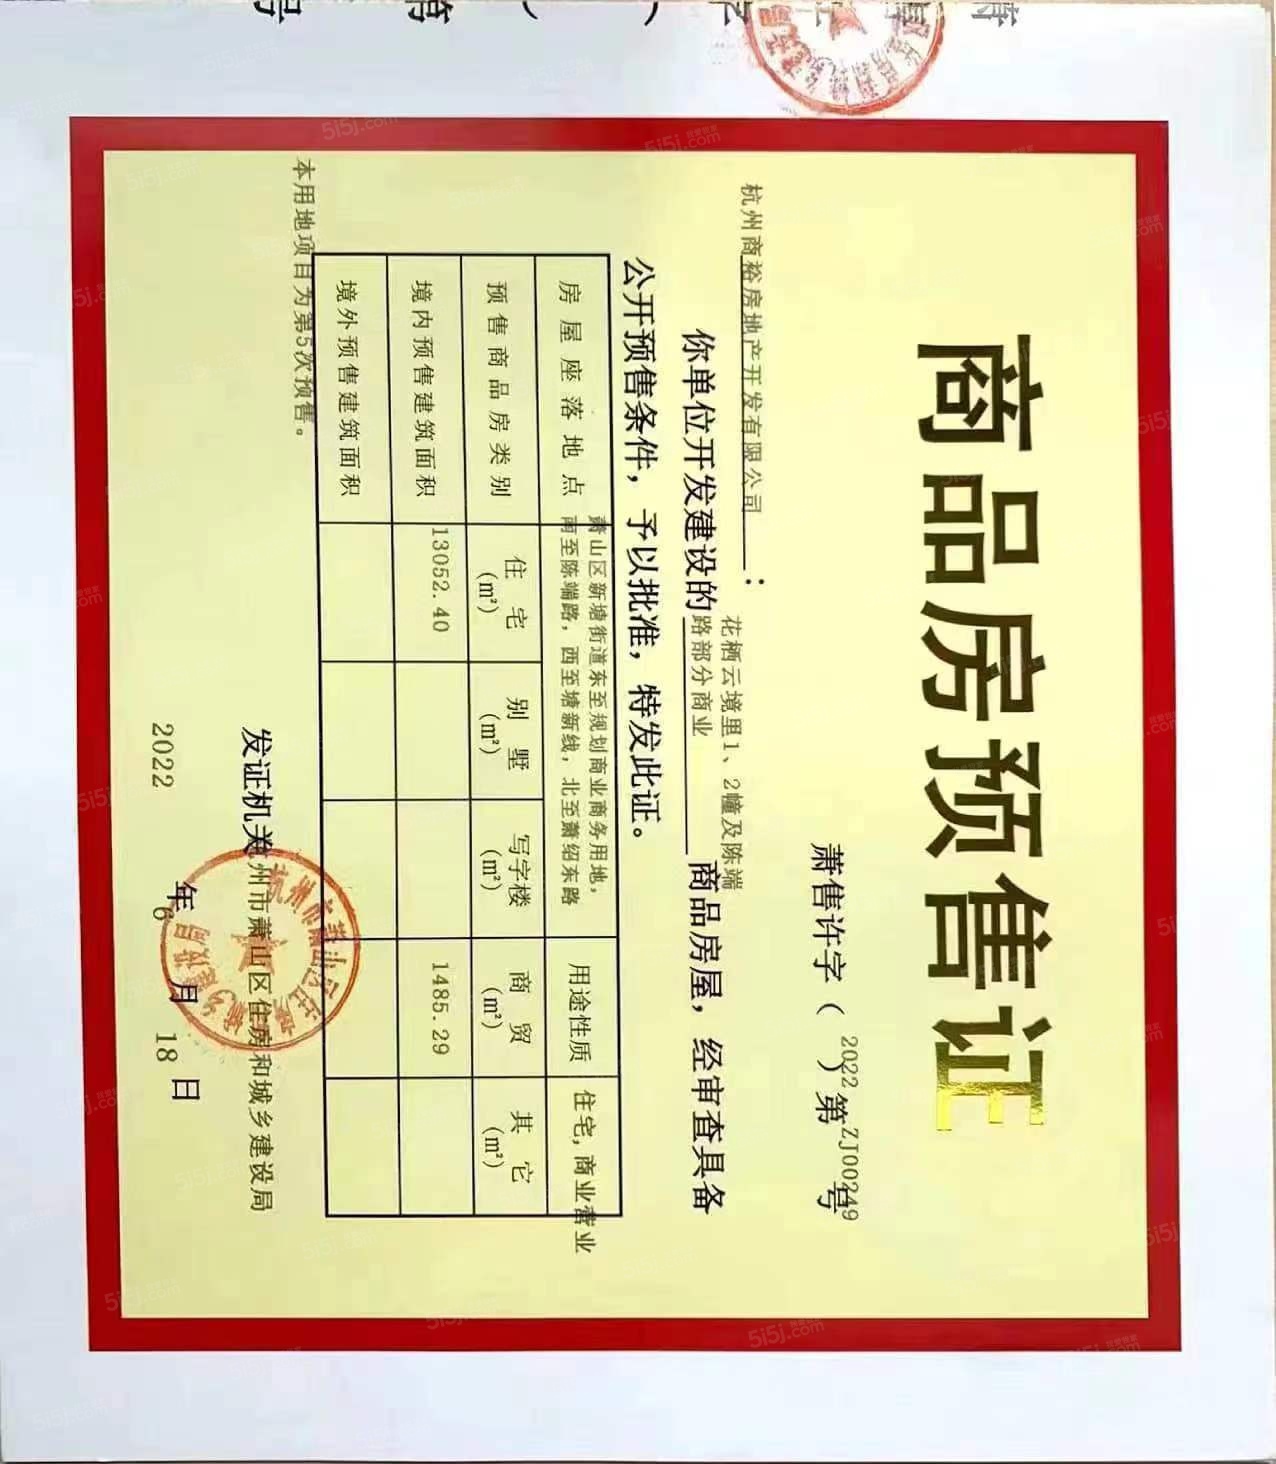 商品房预售证
萧售许字（2022）第ZJ00249号
杭州商裕房地产开发有限公司：
你单位开发建设的花栖云境里1、2幢及陈端路部分商业商品房屋，经审查具备
公开预售条件，予以批准，特发此证。
房屋座落地点 萧山区新塘街道东至规划商业商务用地，南至陈端路，西至塘新线，北至萧绍东路 用途性质 住宅,商业营业
预售商品房类别 住宅(m²) 别墅(m²) 写字楼(m²) 商贸(m²) 其它(m²)
境内预售建筑面积 13052.40 1485.29
境外预售建筑面积
本用地项目为第5次预售。
发证机关杭州市萧山区住房和城乡建设局
2022年6月18日
5i5j.com